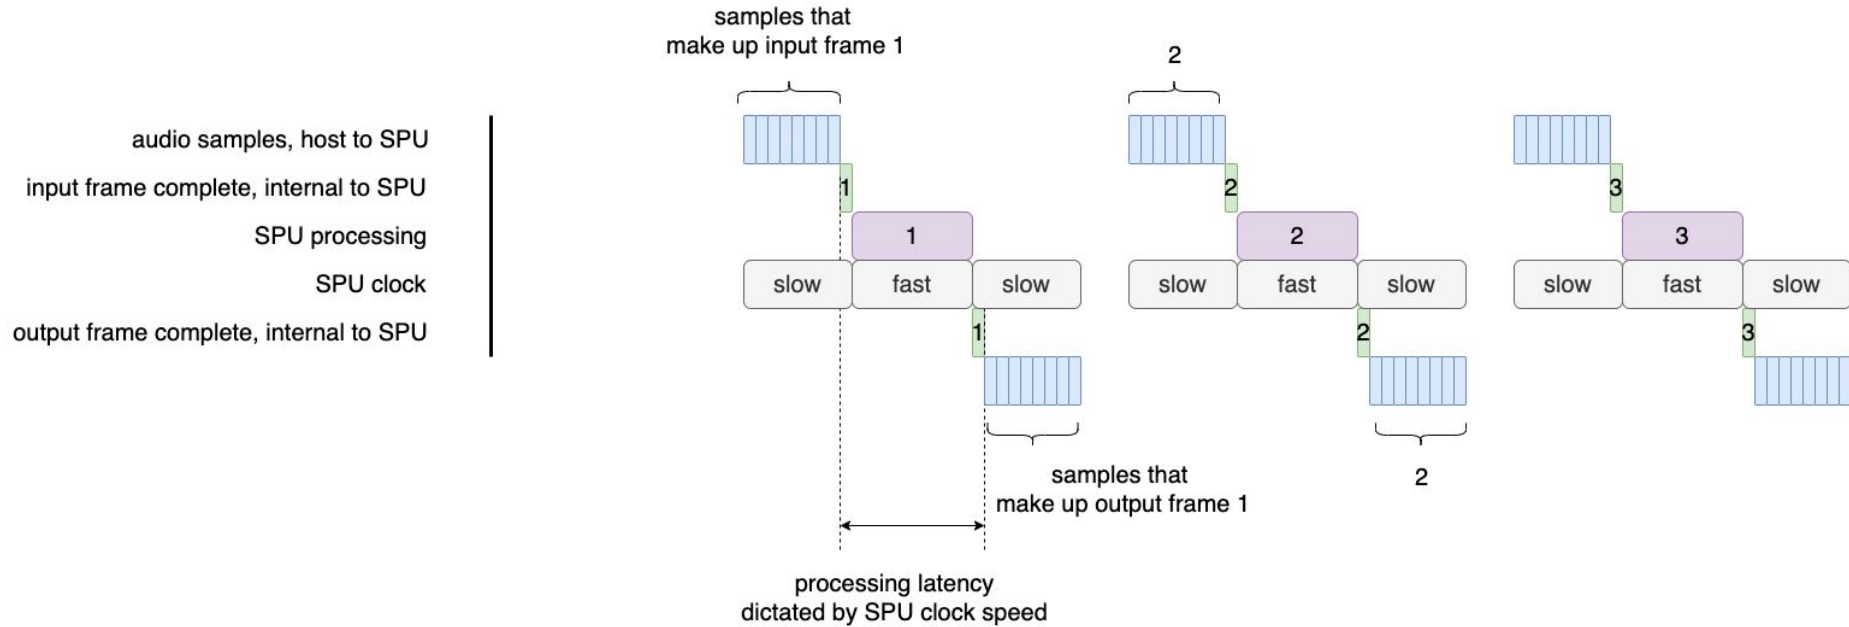 samples that
make up input frame 1
2
audio samples, host to SPU
input frame complete, internal to SPU
1
2
3
SPU processing
1
2
3
SPU clock
slow
fast
slow
slow
fast
slow
slow
fast
slow
output frame complete, internal to SPU
1
2
3
samples that
make up output frame 1
2
processing latency
dictated by SPU clock speed